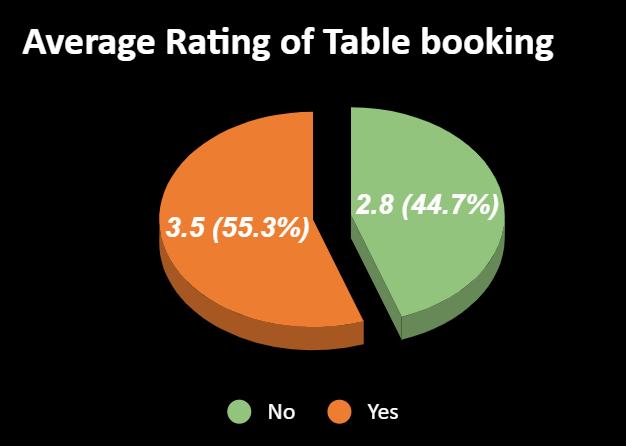 Average Rating of Table booking
3.5 (55.3%)
2.8 (44.7%)
No
Yes